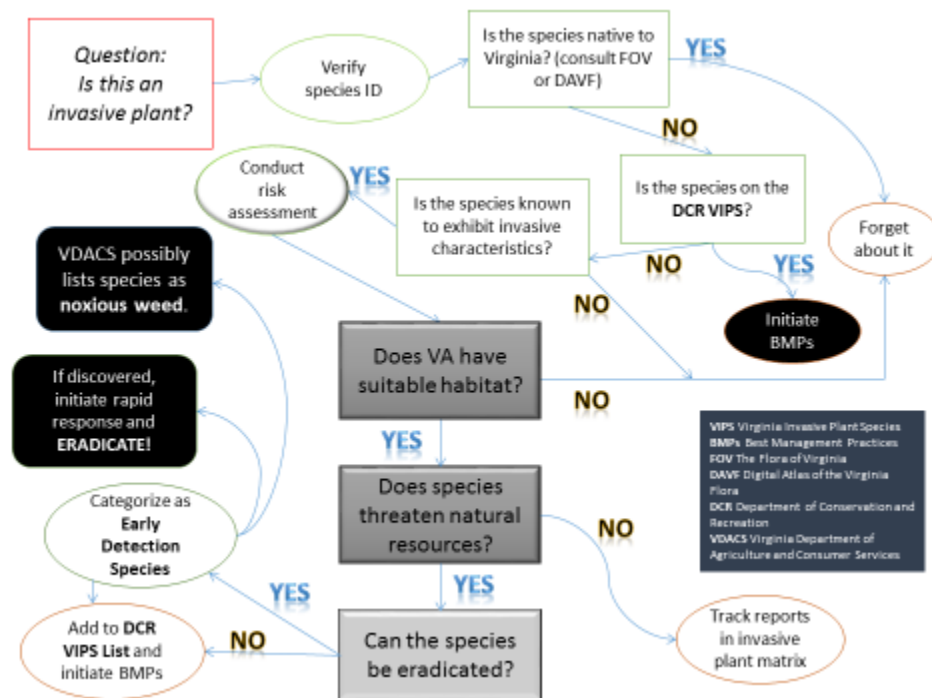 Question:
Is this an
invasive plant?
Verify
species ID
Is the species native to
Virginia? (consult FOV
or DAVF)
YES
NO
Conduct
risk
assessment
YES
Is the species known
to exhibit invasive
characteristics?
Is the species on the
DCR VIPS?
Forget
about it
NO
YES
NO
Initiate
BMPs
VDACS possibly
lists species as
noxious weed.
Does VA have
suitable habitat?
NO
If discovered,
initiate rapid
response and
ERADICATE!
YES
VIPS Virginia Invasive Plant Species
BMPs Best Management Practices
FOV The Flora of Virginia
DAVF Digital Atlas of the Virginia
Flora
DCR Department of Conservation and
Recreation
VDACS Virginia Department of
Agriculture and Consumer Services
Does species
threaten natural
resources?
NO
Categorize as
Early
Detection
Species
YES
YES
Add to DCR
VIPS List and
initiate BMPs
NO
Can the species
be eradicated?
Track reports
in invasive
plant matrix